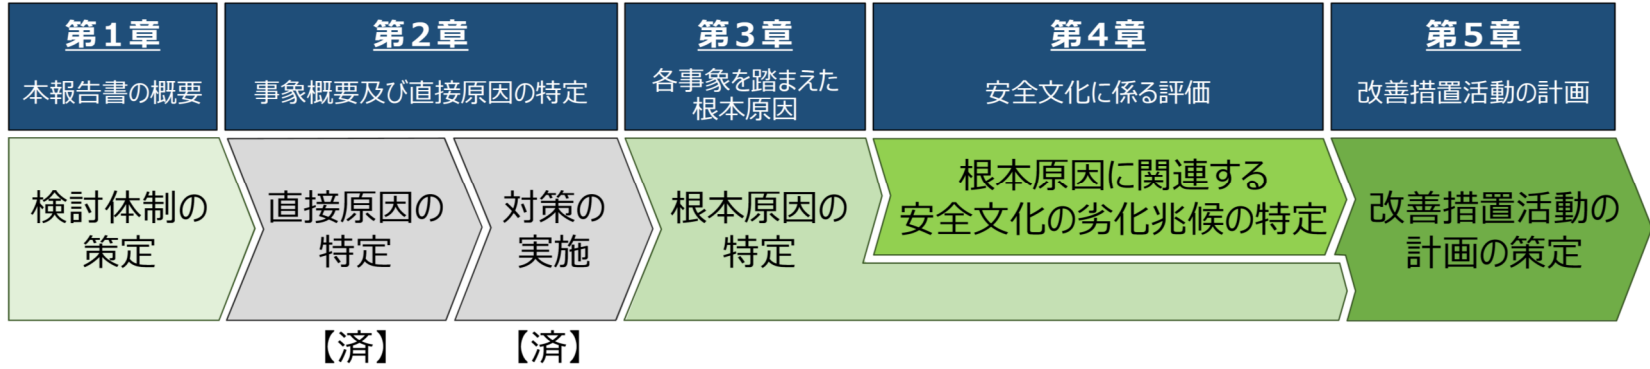 第1章
本報告書の概要
第2章
事象概要及び直接原因の特定
第3章
各事象を踏まえた
根本原因
第4章
安全文化に係る評価
第5章
改善措置活動の計画
検討体制の
策定
直接原因の
特定
対策の
実施
根本原因の
特定
根本原因に関連する
安全文化の劣化兆候の特定
改善措置活動の
計画の策定
【済】
【済】